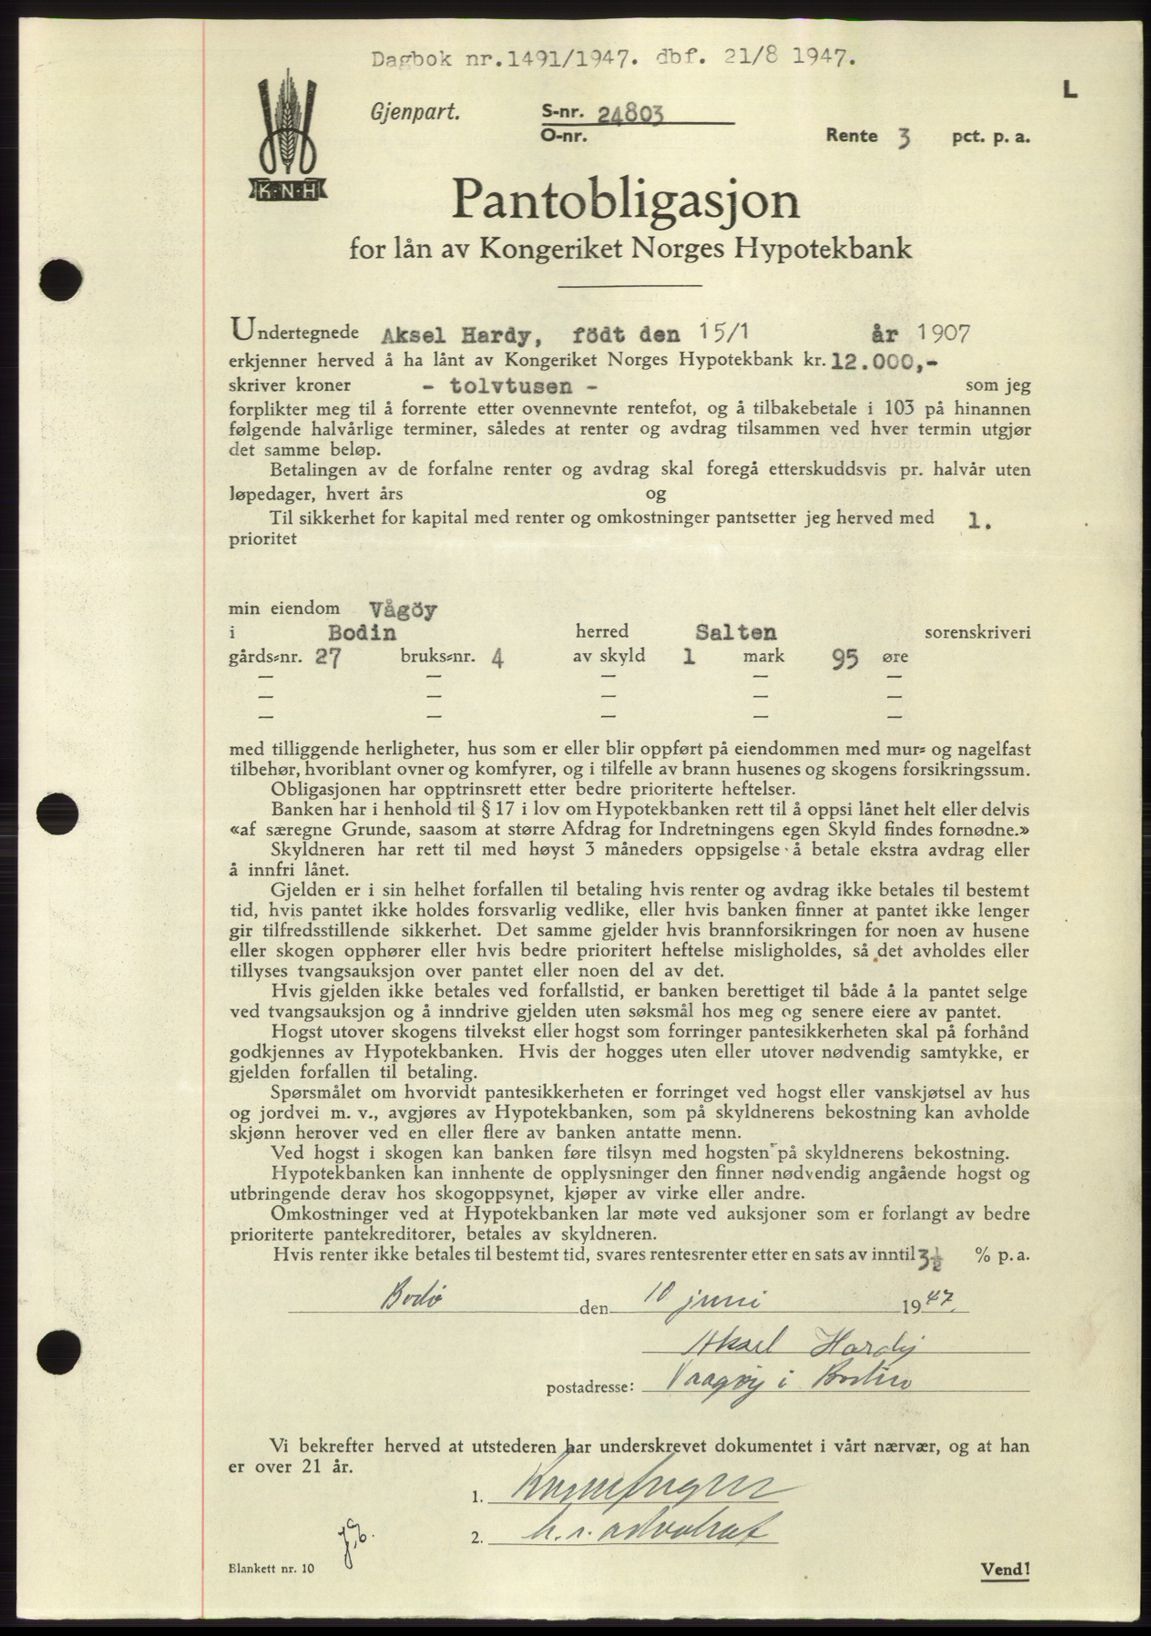 Dagbok nr.1491/1947. dbf. 21/8 1947.
L
Gjenpart.
S-nr. 24803
O-nr.
Rente 3 pct. p. a.
K·N·H
Pantobligasjon
for lån av Kongeriket Norges Hypotekbank
Undertegnede Aksel Hardy, födt den 15/1 år 1907
erkjenner herved å ha lånt av Kongeriket Norges Hypotekbank kr. 12.000,-
skriver kroner - tolvtusen - som jeg
forplikter meg til å forrente etter ovennevnte rentefot, og å tilbakebetale i 103 på hinannen
følgende halvårlige terminer, således at renter og avdrag tilsammen ved hver termin utgjør
det samme beløp.
Betalingen av de forfalne renter og avdrag skal foregå etterskuddsvis pr. halvår uten
løpedager, hvert års og
Til sikkerhet for kapital med renter og omkostninger pantsetter jeg herved med 1.
prioritet
min eiendom Vågöy
i Bodin herred Salten sorenskriveri
gårds-nr. 27 bruks-nr. 4 av skyld 1 mark 95 øre
— — — — —
— — — — —
— — — — —
med tilliggende herligheter, hus som er eller blir oppført på eiendommen med mur- og nagelfast
tilbehør, hvoriblant ovner og komfyrer, og i tilfelle av brann husenes og skogens forsikringssum.
Obligasjonen har opptrinsrett etter bedre prioriterte heftelser.
Banken har i henhold til § 17 i lov om Hypotekbanken rett til å oppsi lånet helt eller delvis
«af særegne Grunde, saasom at større Afdrag for Indretningens egen Skyld findes fornødne.»
Skyldneren har rett til med høyst 3 måneders oppsigelse å betale ekstra avdrag eller
å innfri lånet.
Gjelden er i sin helhet forfallen til betaling hvis renter og avdrag ikke betales til bestemt
tid, hvis pantet ikke holdes forsvarlig vedlike, eller hvis banken finner at pantet ikke lenger
gir tilfredsstillende sikkerhet. Det samme gjelder hvis brannforsikringen for noen av husene
eller skogen opphører eller hvis bedre prioritert heftelse misligholdes, så det avholdes eller
tillyses tvangsauksjon over pantet eller noen del av det.
Hvis gjelden ikke betales ved forfallstid, er banken berettiget til både å la pantet selge
ved tvangsauksjon og å inndrive gjelden uten søksmål hos meg og senere eiere av pantet.
Hogst utover skogens tilvekst eller hogst som forringer pantesikkerheten skal på forhånd
godkjennes av Hypotekbanken. Hvis der hogges uten eller utover nødvendig samtykke, er
gjelden forfallen til betaling.
Spørsmålet om hvorvidt pantesikkerheten er forringet ved hogst eller vanskjøtsel av hus
og jordvei m. v., avgjøres av Hypotekbanken, som på skyldnerens bekostning kan avholde
skjønn herover ved en eller flere av banken antatte menn.
Ved hogst i skogen kan banken føre tilsyn med hogsten på skyldnerens bekostning.
Hypotekbanken kan innhente de opplysninger den finner nødvendig angående hogst og
utbringende derav hos skogoppsynet, kjøper av virke eller andre.
Omkostninger ved at Hypotekbanken lar møte ved auksjoner som er forlangt av bedre
prioriterte pantekreditorer, betales av skyldneren.
Hvis renter ikke betales til bestemt tid, svares rentesrenter etter en sats av inntil 3½ % p. a.
Bodø den 10 juni 1947.
Aksel Hardy
postadresse: Vaagøy i Bodin
Vi bekrefter herved at utstederen har underskrevet dokumentet i vårt nærvær, og at han
er over 21 år.
1.
2. h.r.advokat
Blankett nr. 10
Vend!